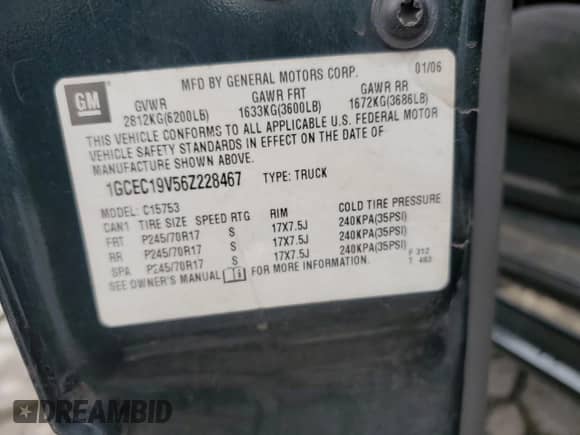 MFD BY GENERAL MOTORS CORP. 01/06
GM
GVWR GAWR FRT GAWR RR
2812KG(6200LB) 1633KG(3600LB) 1672KG(3686LB)
THIS VEHICLE CONFORMS TO ALL APPLICABLE U.S. FEDERAL MOTOR
VEHICLE SAFETY STANDARDS IN EFFECT ON THE DATE OF
MANUFACTURE SHOWN ABOVE.
1GCEC19V56Z228467 TYPE: TRUCK
MODEL: C15753
CAN1 TIRE SIZE SPEED RTG RIM COLD TIRE PRESSURE
FRT P245/70R17 S 17X7.5J 240KPA(35PSI)
RR P245/70R17 S 17X7.5J 240KPA(35PSI)
SPA P245/70R17 S 17X7.5J 240KPA(35PSI)
SEE OWNER'S MANUAL FOR MORE INFORMATION.
F 312
T 463
DREAMBID